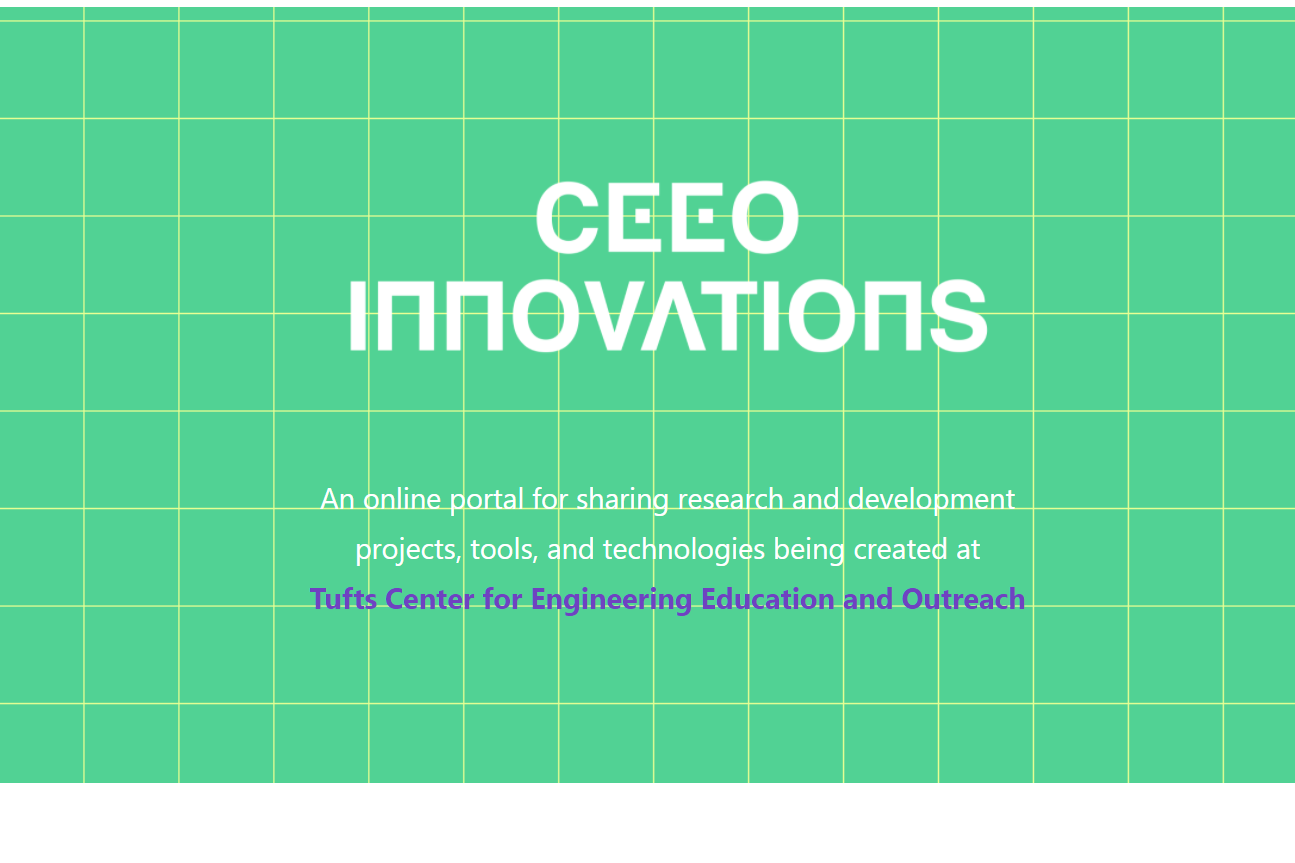 CEEO
INNOVATIONS
An online portal for sharing research and development
projects, tools, and technologies being created at
Tufts Center for Engineering Education and Outreach